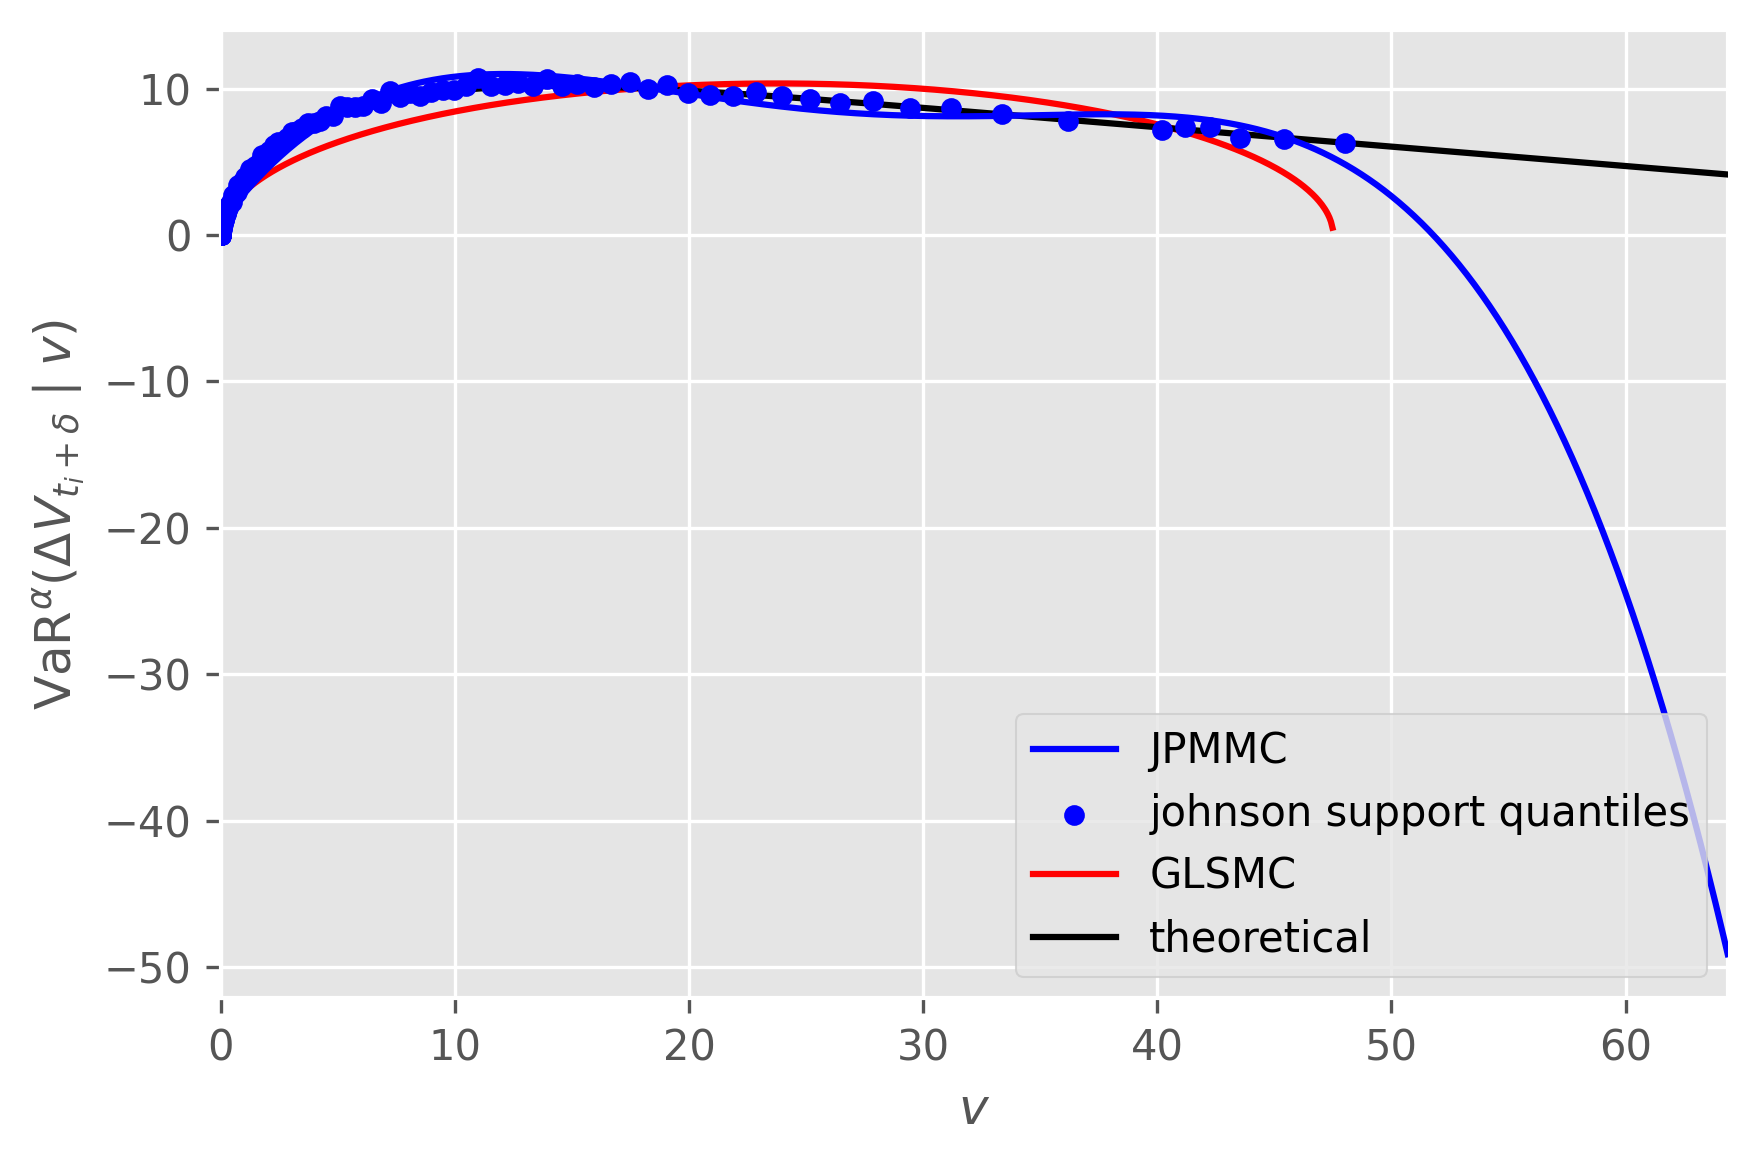 10
0
−10
−20
−30
−40
−50
VaR^α(ΔV_{t_i+δ} | v)
JPMMC
johnson support quantiles
GLSMC
theoretical
0 10 20 30 40 50 60
v